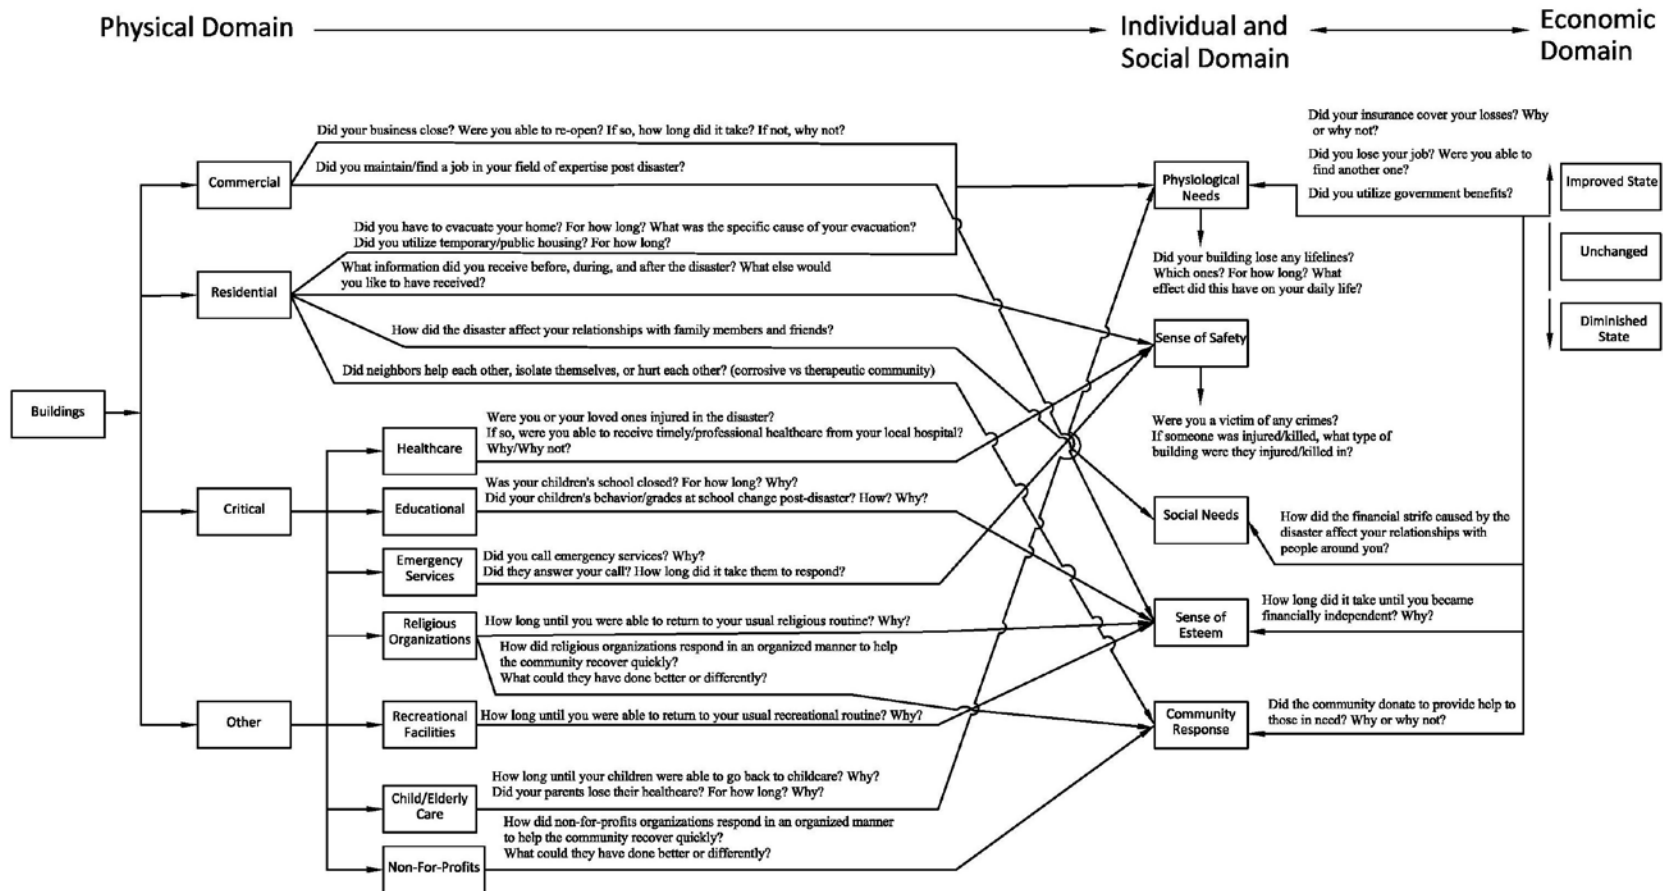 Physical Domain
Individual and
Social Domain
Economic
Domain
Did your business close? Were you able to re-open? If so, how long did it take? If not, why not?
Commercial
Did you maintain/find a job in your field of expertise post disaster?
Did you have to evacuate your home? For how long? What was the specific cause of your evacuation?
Did you utilize temporary/public housing? For how long?
What information did you receive before, during, and after the disaster? What else would
you like to have received?
Residential
How did the disaster affect your relationships with family members and friends?
Did neighbors help each other, isolate themselves, or hurt each other? (corrosive vs therapeutic community)
Buildings
Were you or your loved ones injured in the disaster?
If so, were you able to receive timely/professional healthcare from your local hospital?
Why/Why not?
Healthcare
Was your children's school closed? For how long? Why?
Did your children's behavior/grades at school change post-disaster? How? Why?
Critical
Educational
Did you call emergency services? Why?
Did they answer your call? How long did it take them to respond?
Emergency
Services
How long until you were able to return to your usual religious routine? Why?
Religious
Organizations
How did religious organizations respond in an organized manner to help
the community recover quickly?
What could they have done better or differently?
Other
Recreational
Facilities
How long until you were able to return to your usual recreational routine? Why?
How long until your children were able to go back to childcare? Why?
Did your parents lose their healthcare? For how long? Why?
Child/Elderly
Care
How did non-for-profits organizations respond in an organized manner
to help the community recover quickly?
What could they have done better or differently?
Non-For-Profits
Physiological
Needs
Did your building lose any lifelines?
Which ones? For how long? What
effect did this have on your daily life?
Sense of Safety
Were you a victim of any crimes?
If someone was injured/killed, what type of
building were they injured/killed in?
Social Needs
Sense of
Esteem
Community
Response
Did your insurance cover your losses? Why
or why not?
Did you lose your job? Were you able to
find another one?
Did you utilize government benefits?
How did the financial strife caused by the
disaster affect your relationships with
people around you?
How long did it take until you became
financially independent? Why?
Did the community donate to provide help to
those in need? Why or why not?
Improved State
Unchanged
Diminished
State